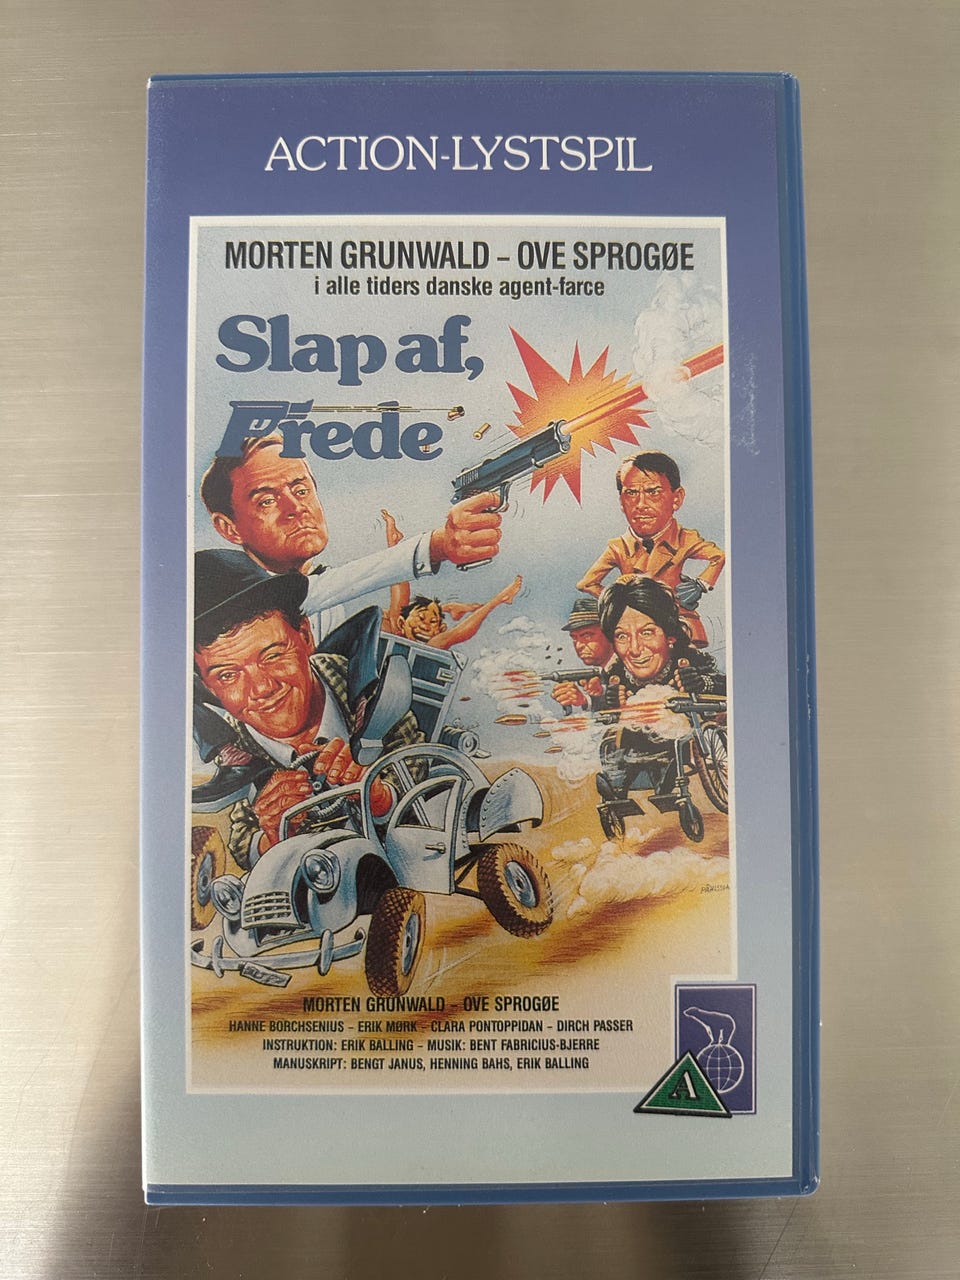 ACTION-LYSTSPIL
MORTEN GRUNWALD – OVE SPROGØE
i alle tiders danske agent-farce
Slap af,
Frede
MORTEN GRUNWALD – OVE SPROGØE
HANNE BORCHSENIUS – ERIK MØRK – CLARA PONTOPPIDAN – DIRCH PASSER
INSTRUKTION: ERIK BALLING – MUSIK: BENT FABRICIUS-BJERRE
MANUSKRIPT: BENGT JANUS, HENNING BAHS, ERIK BALLING
A